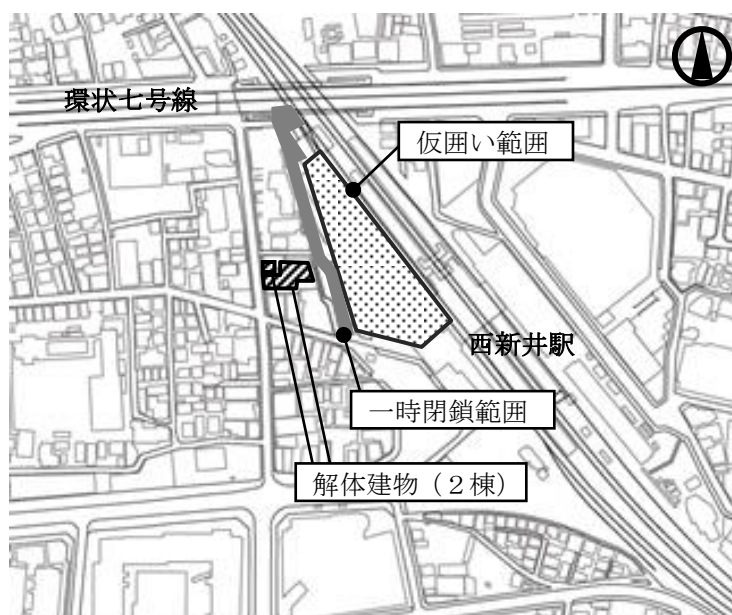 環状七号線
仮囲い範囲
西新井駅
一時閉鎖範囲
解体建物（２棟）